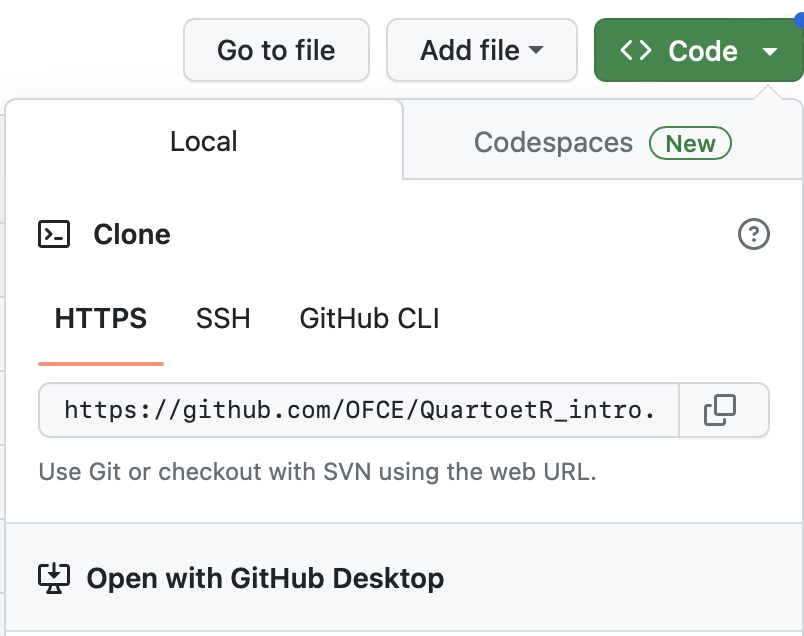 Go to file Add file <> Code
Local Codespaces New
Clone
HTTPS SSH GitHub CLI
https://github.com/OFCE/QuartoetR_intro.
Use Git or checkout with SVN using the web URL.
Open with GitHub Desktop